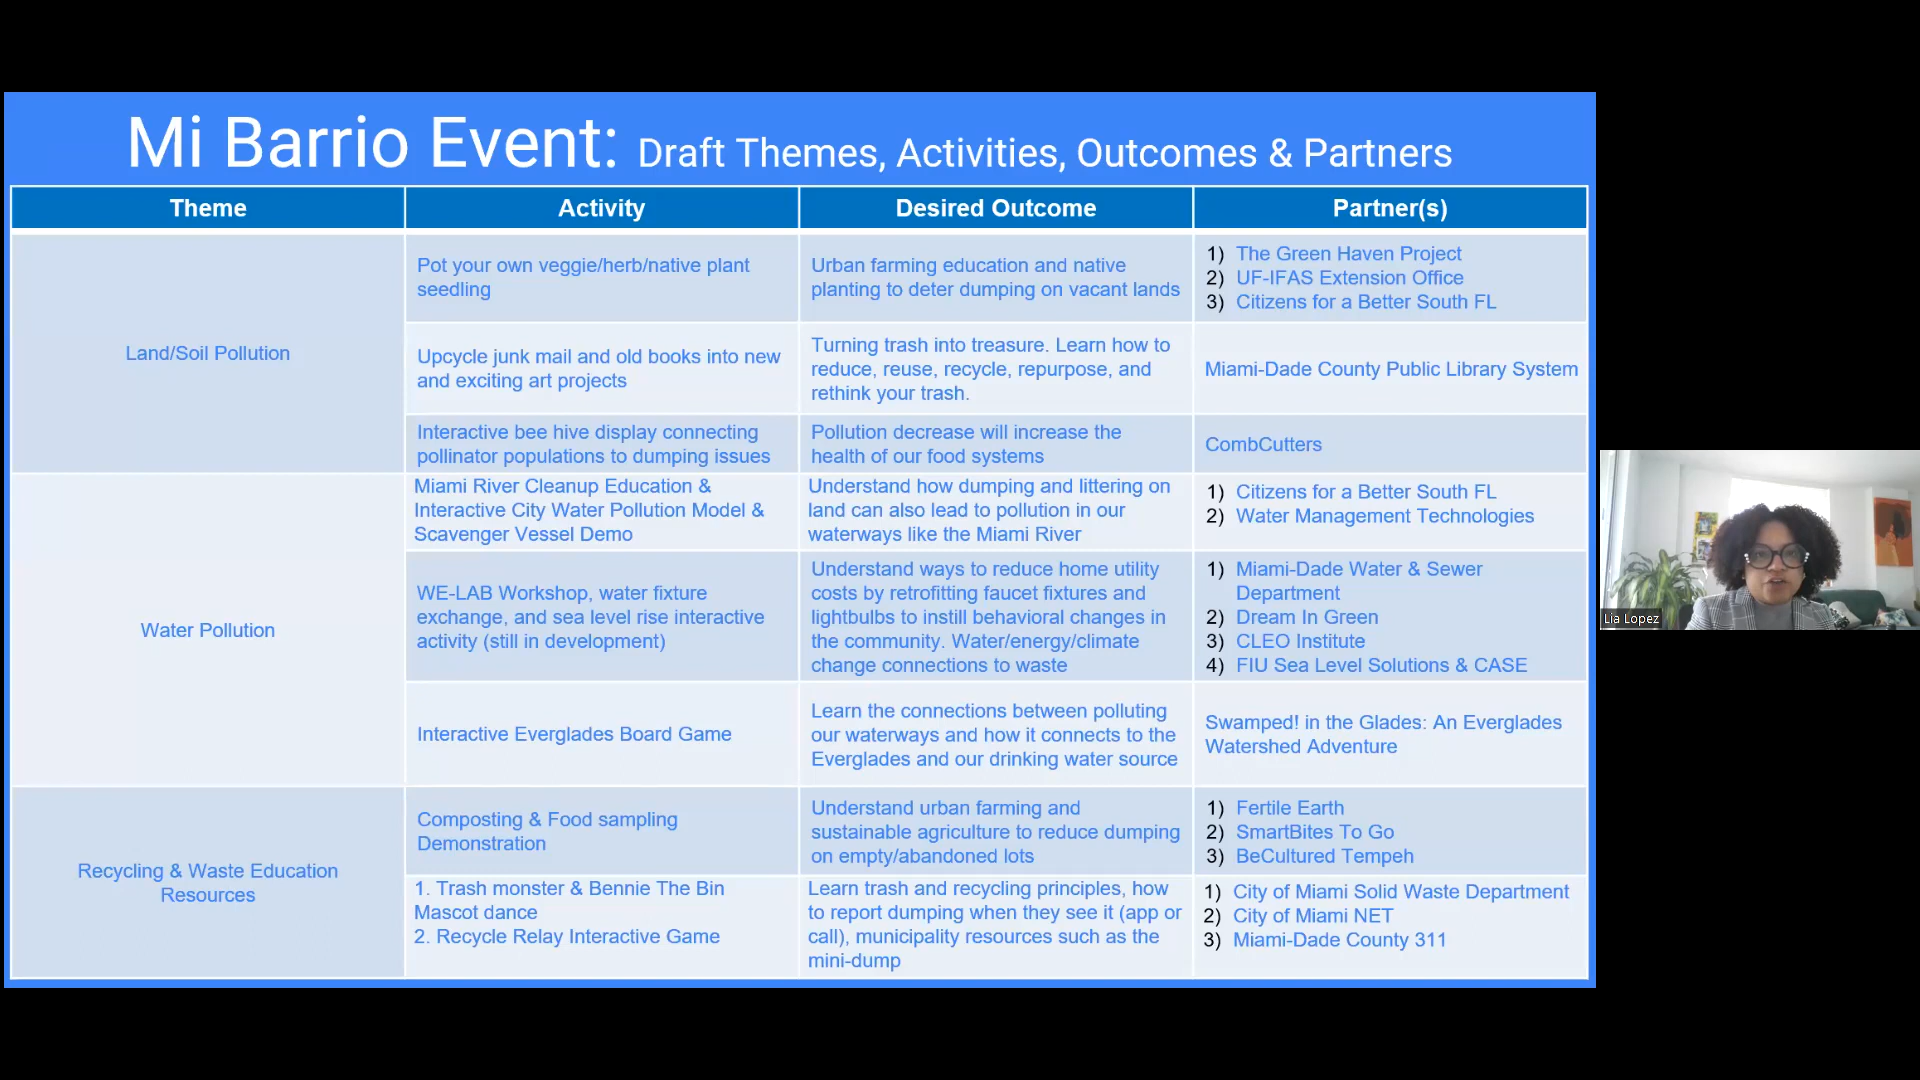 Mi Barrio Event: Draft Themes, Activities, Outcomes & Partners
Theme
Activity
Desired Outcome
Partner(s)
Land/Soil Pollution
Pot your own veggie/herb/native plant
seedling
Urban farming education and native
planting to deter dumping on vacant lands
1) The Green Haven Project
2) UF-IFAS Extension Office
3) Citizens for a Better South FL
Upcycle junk mail and old books into new
and exciting art projects
Turning trash into treasure. Learn how to
reduce, reuse, recycle, repurpose, and
rethink your trash.
Miami-Dade County Public Library System
Interactive bee hive display connecting
pollinator populations to dumping issues
Pollution decrease will increase the
health of our food systems
CombCutters
Water Pollution
Miami River Cleanup Education &
Interactive City Water Pollution Model &
Scavenger Vessel Demo
Understand how dumping and littering on
land can also lead to pollution in our
waterways like the Miami River
1) Citizens for a Better South FL
2) Water Management Technologies
WE-LAB Workshop, water fixture
exchange, and sea level rise interactive
activity (still in development)
Understand ways to reduce home utility
costs by retrofitting faucet fixtures and
lightbulbs to instill behavioral changes in
the community. Water/energy/climate
change connections to waste
1) Miami-Dade Water & Sewer
Department
2) Dream In Green
3) CLEO Institute
4) FIU Sea Level Solutions & CASE
Interactive Everglades Board Game
Learn the connections between polluting
our waterways and how it connects to the
Everglades and our drinking water source
Swamped! in the Glades: An Everglades
Watershed Adventure
Recycling & Waste Education
Resources
Composting & Food sampling
Demonstration
Understand urban farming and
sustainable agriculture to reduce dumping
on empty/abandoned lots
1) Fertile Earth
2) SmartBites To Go
3) BeCultured Tempeh
1. Trash monster & Bennie The Bin
Mascot dance
2. Recycle Relay Interactive Game
Learn trash and recycling principles, how
to report dumping when they see it (app or
call), municipality resources such as the
mini-dump
1) City of Miami Solid Waste Department
2) City of Miami NET
3) Miami-Dade County 311
Lia Lopez